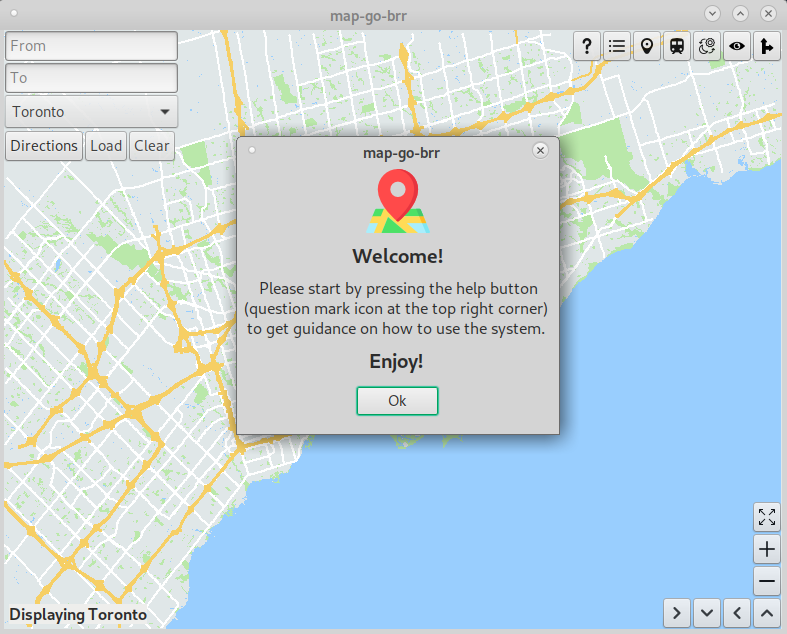 map-go-brr
From
To
Toronto
Directions Load Clear
?
map-go-brr
Welcome!
Please start by pressing the help button
(question mark icon at the top right corner)
to get guidance on how to use the system.
Enjoy!
Ok
Displaying Toronto